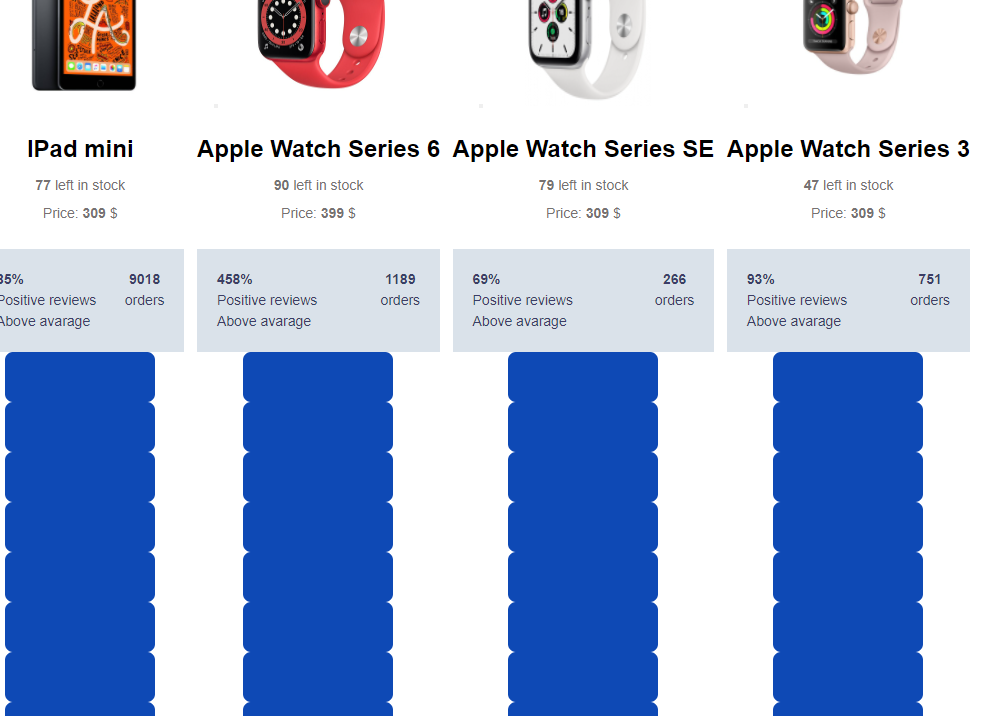 IPad mini
77 left in stock
Price: 309 $
35%
9018
Positive reviews
orders
Above avarage
Apple Watch Series 6
90 left in stock
Price: 399 $
458%
1189
Positive reviews
orders
Above avarage
Apple Watch Series SE
79 left in stock
Price: 309 $
69%
266
Positive reviews
orders
Above avarage
Apple Watch Series 3
47 left in stock
Price: 309 $
93%
751
Positive reviews
orders
Above avarage